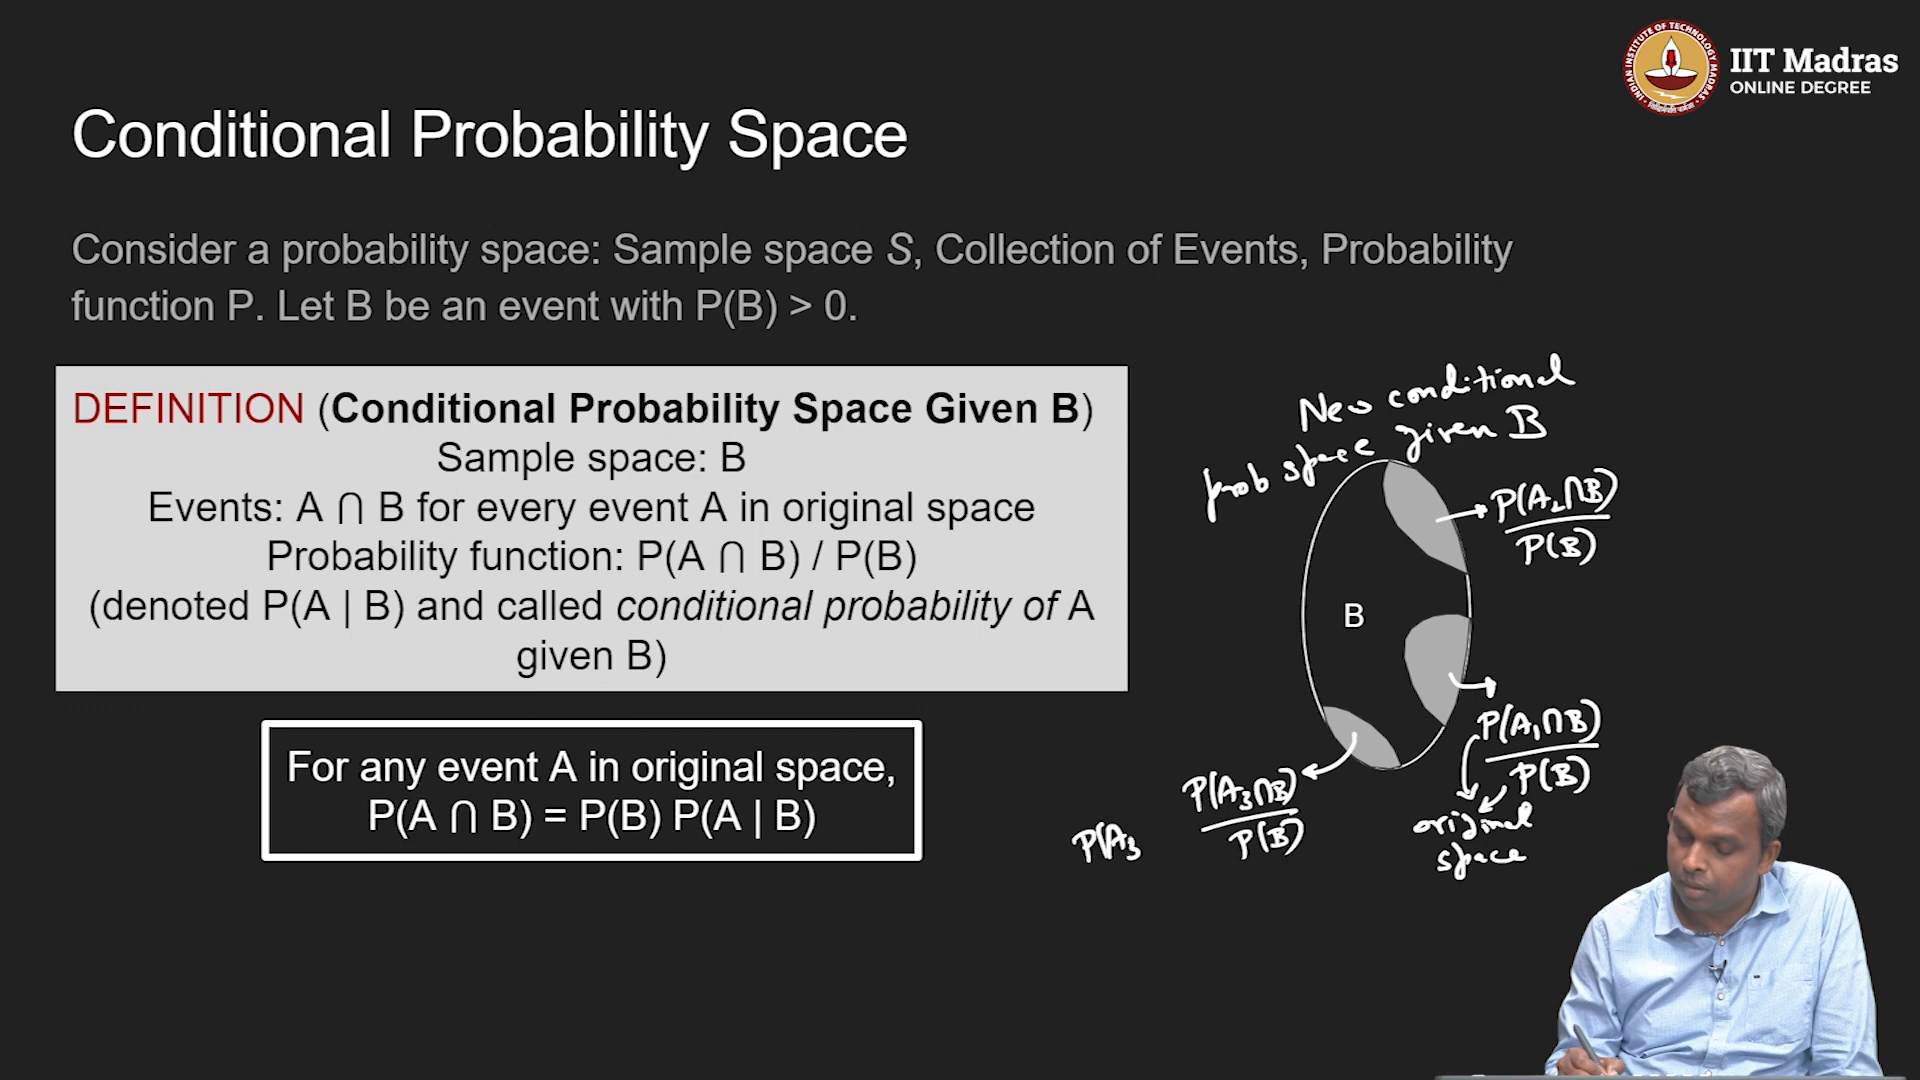 IIT Madras
ONLINE DEGREE
Conditional Probability Space
Consider a probability space: Sample space S, Collection of Events, Probability
function P. Let B be an event with P(B) > 0.
DEFINITION (Conditional Probability Space Given B)
Sample space: B
Events: A ∩ B for every event A in original space
Probability function: P(A ∩ B) / P(B)
(denoted P(A | B) and called conditional probability of A
given B)
For any event A in original space,
P(A ∩ B) = P(B) P(A | B)
New conditional
prob space given B
P(A₂∩B)
P(B)
B
P(A₁∩B)
P(B)
original
space
P(A₃∩B)
P(B)
P(A₃